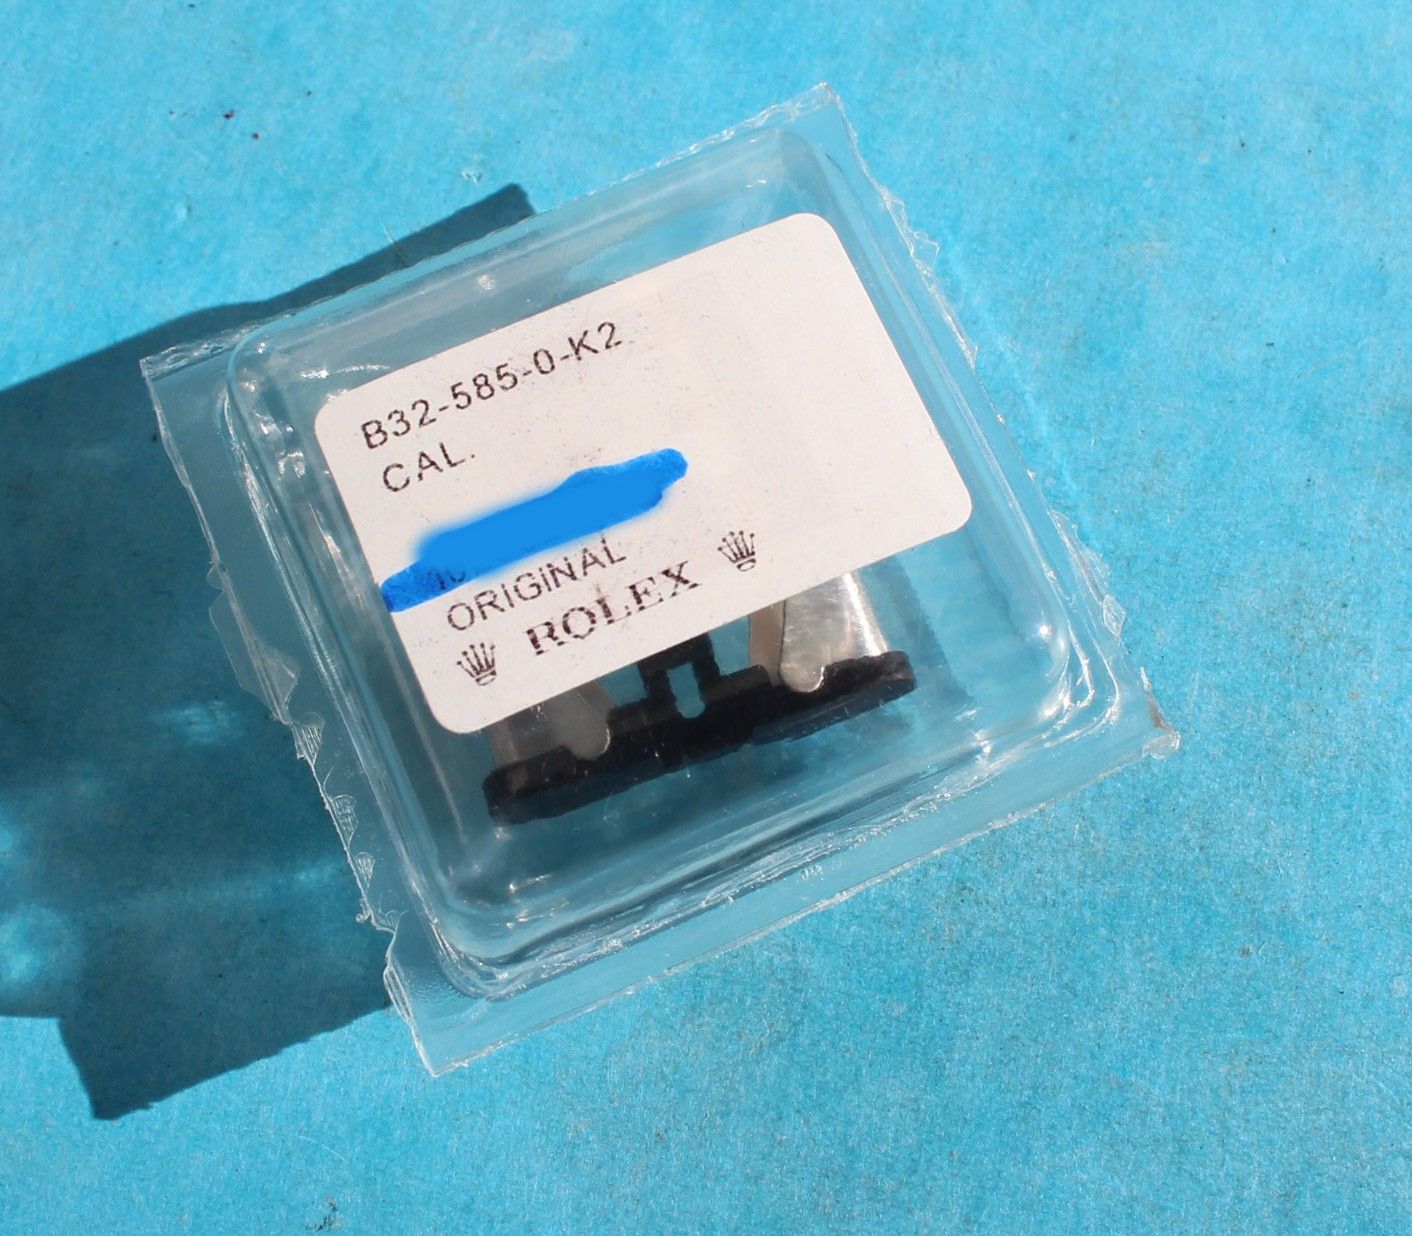 B32-585-0-K2
CAL.
ORIGINAL
ROLEX